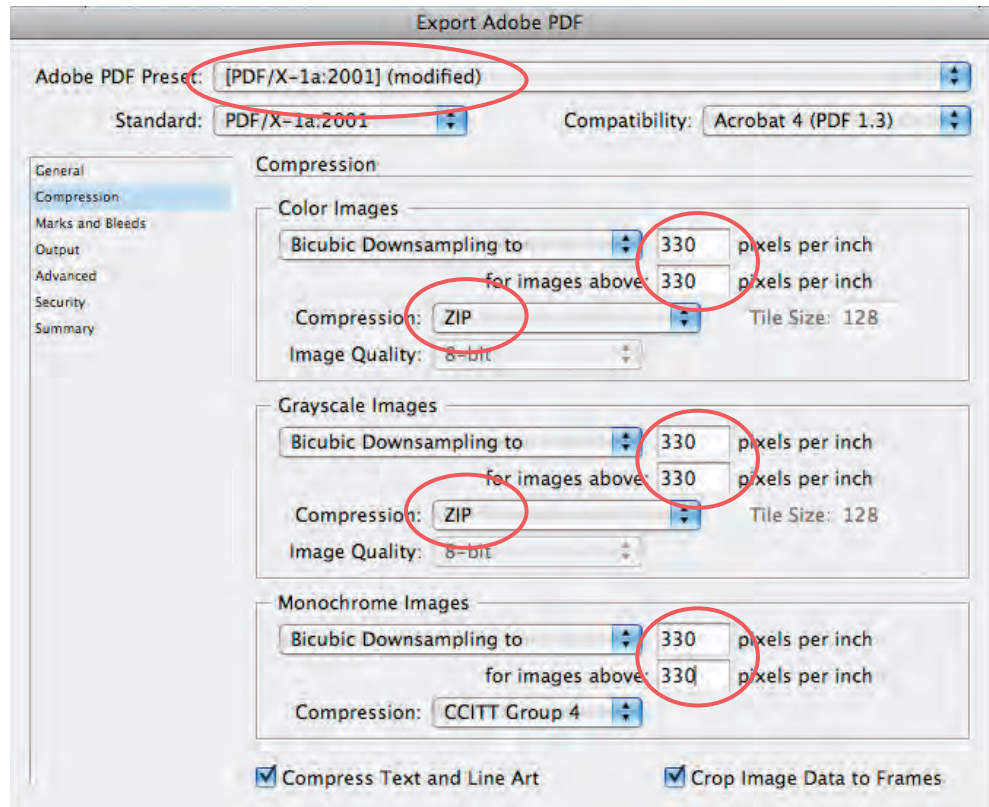 Export Adobe PDF
Adobe PDF Preset: [PDF/X-1a:2001] (modified)
Standard: PDF/X-1a:2001 Compatibility: Acrobat 4 (PDF 1.3)
General
Compression
Marks and Bleeds
Output
Advanced
Security
Summary
Compression
Color Images
Bicubic Downsampling to 330 pixels per inch
for images above: 330 pixels per inch
Compression: ZIP Tile Size: 128
Image Quality: 8-bit
Grayscale Images
Bicubic Downsampling to 330 pixels per inch
for images above: 330 pixels per inch
Compression: ZIP Tile Size: 128
Image Quality: 8-bit
Monochrome Images
Bicubic Downsampling to 330 pixels per inch
for images above: 330 pixels per inch
Compression: CCITT Group 4
Compress Text and Line Art Crop Image Data to Frames